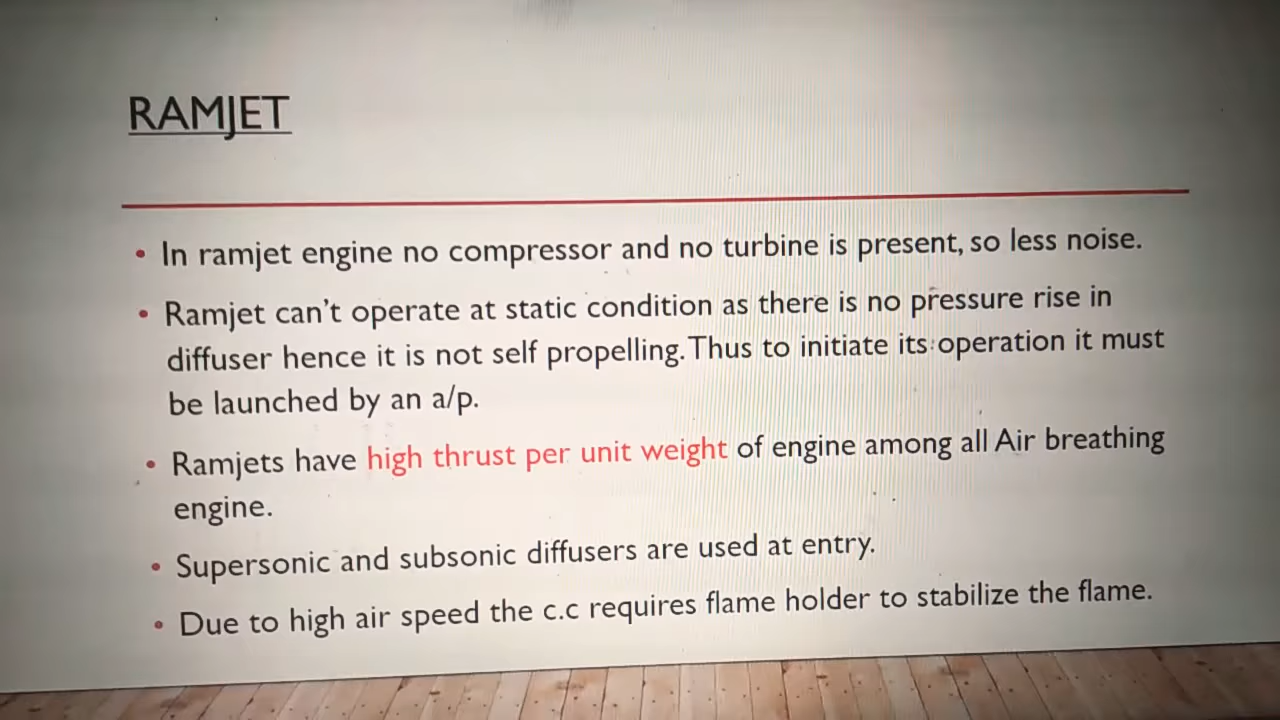 RAMJET
• In ramjet engine no compressor and no turbine is present, so less noise.
• Ramjet can't operate at static condition as there is no pressure rise in
diffuser hence it is not self propelling. Thus to initiate its operation it must
be launched by an a/p.
• Ramjets have high thrust per unit weight of engine among all Air breathing
engine.
• Supersonic and subsonic diffusers are used at entry.
• Due to high air speed the c.c requires flame holder to stabilize the flame.